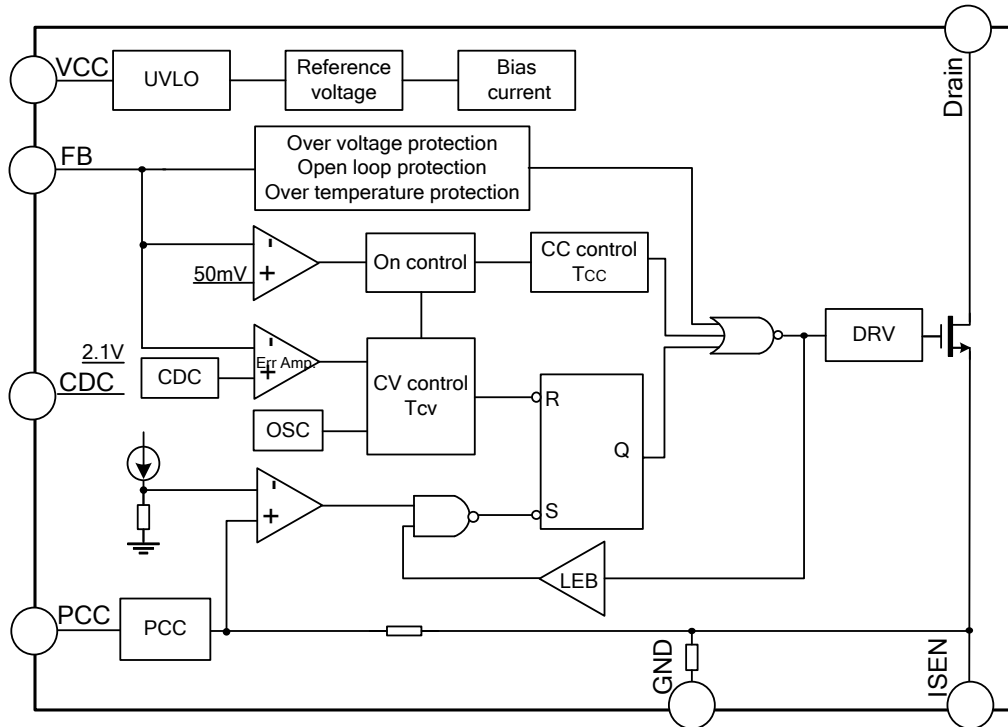 VCC
UVLO
Reference
voltage
Bias
current
Drain
FB
Over voltage protection
Open loop protection
Over temperature protection
-
+
50mV
On control
CC control
TCC
2.1V
CDC
CDC
-
+
Err Amp.
CV control
Tcv
OSC
DRV
R
Q
S
-
+
LEB
PCC
PCC
GND
ISEN